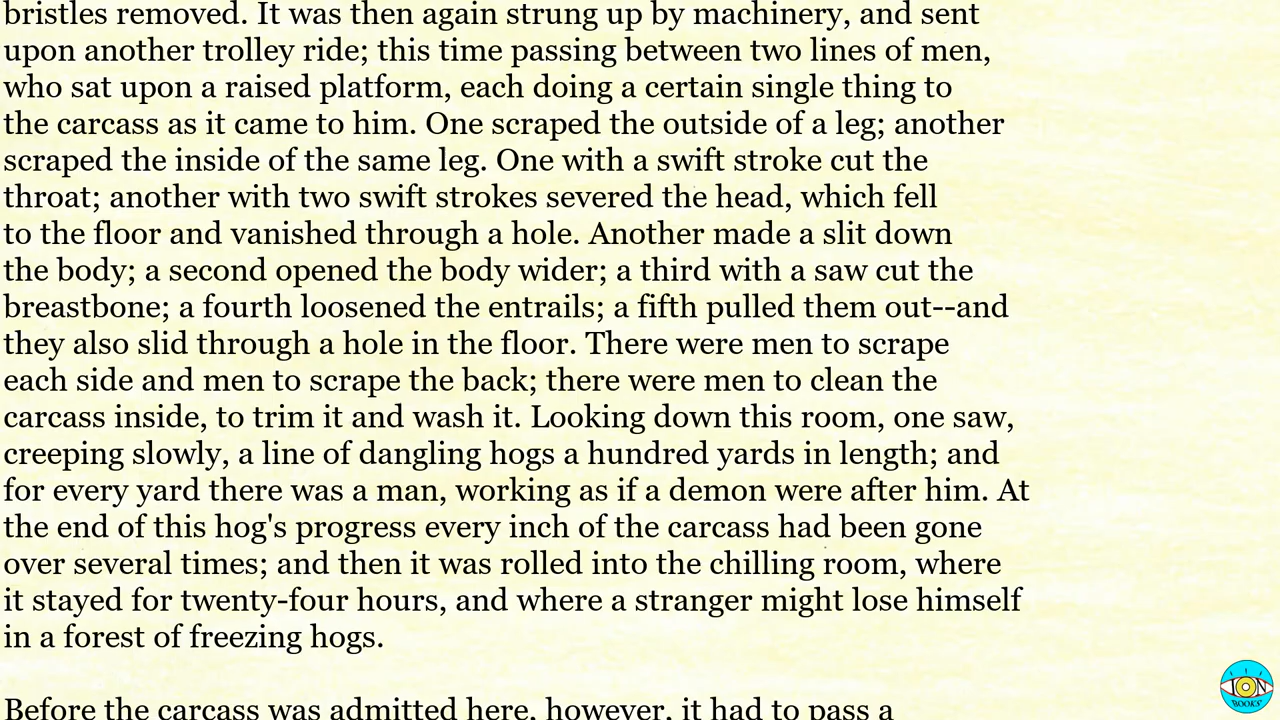 bristles removed. It was then again strung up by machinery, and sent
upon another trolley ride; this time passing between two lines of men,
who sat upon a raised platform, each doing a certain single thing to
the carcass as it came to him. One scraped the outside of a leg; another
scraped the inside of the same leg. One with a swift stroke cut the
throat; another with two swift strokes severed the head, which fell
to the floor and vanished through a hole. Another made a slit down
the body; a second opened the body wider; a third with a saw cut the
breastbone; a fourth loosened the entrails; a fifth pulled them out--and
they also slid through a hole in the floor. There were men to scrape
each side and men to scrape the back; there were men to clean the
carcass inside, to trim it and wash it. Looking down this room, one saw,
creeping slowly, a line of dangling hogs a hundred yards in length; and
for every yard there was a man, working as if a demon were after him. At
the end of this hog's progress every inch of the carcass had been gone
over several times; and then it was rolled into the chilling room, where
it stayed for twenty-four hours, and where a stranger might lose himself
in a forest of freezing hogs.
Before the carcass was admitted here, however, it had to pass a
ION
BOOKS